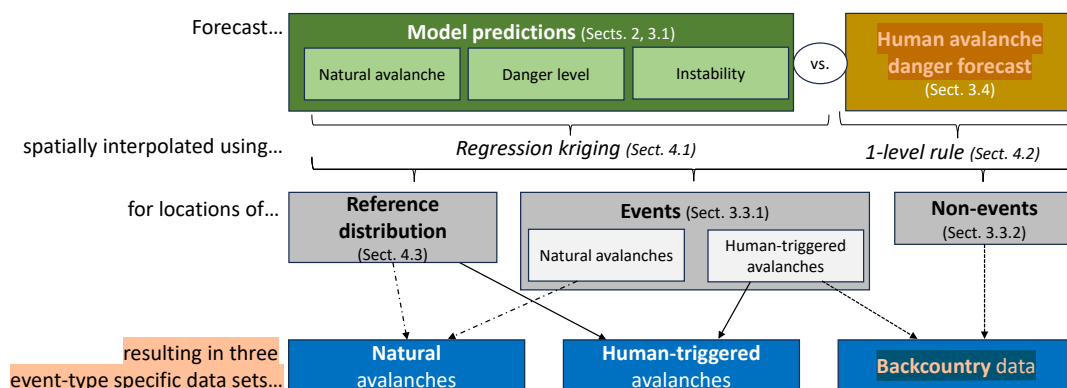 Forecast...
Model predictions (Sects. 2, 3.1)
Natural avalanche
Danger level
Instability
vs.
Human avalanche
danger forecast
(Sect. 3.4)
spatially interpolated using...
Regression kriging (Sect. 4.1)
1-level rule (Sect. 4.2)
for locations of...
Reference
distribution
(Sect. 4.3)
Events (Sect. 3.3.1)
Natural avalanches
Human-triggered
avalanches
Non-events
(Sect. 3.3.2)
resulting in three
event-type specific data sets...
Natural
avalanches
Human-triggered
avalanches
Backcountry data